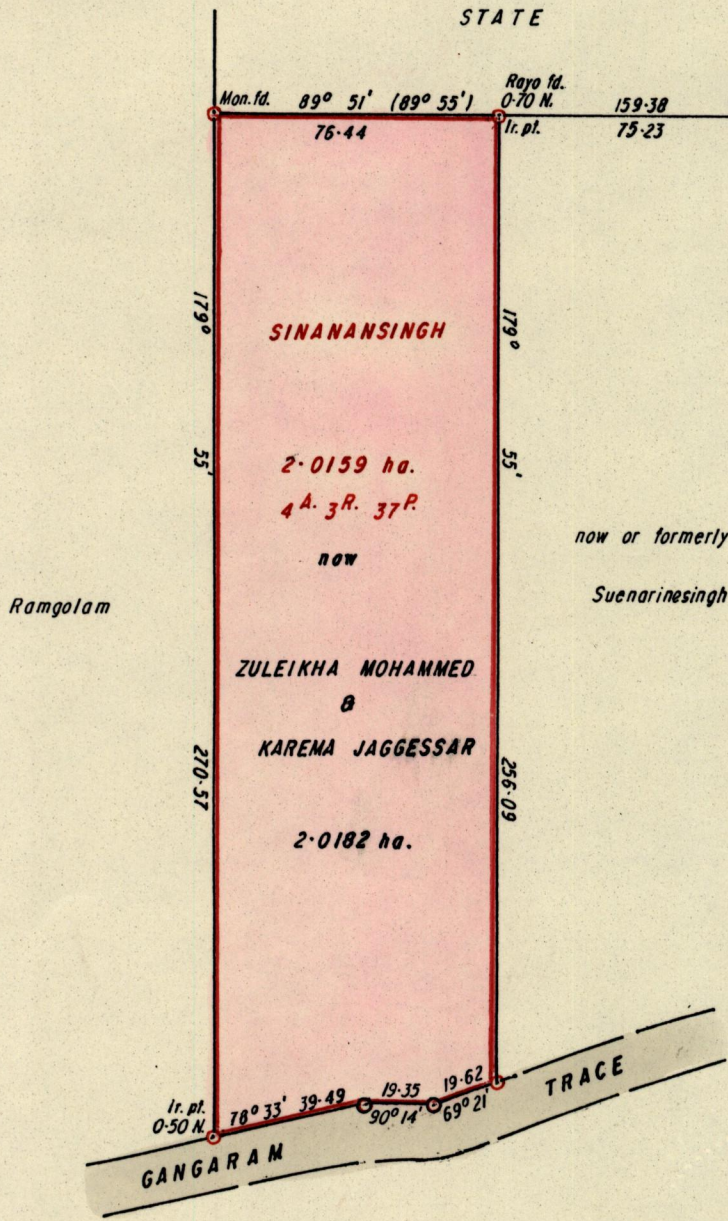 STATE
Mon. fd. 89° 51' (89° 55')
Rayo fd.
0·70 N. 159·38
76·44
Ir. pt. 75·23
179° 55'
270·57
179° 55'
256·09
SINANANSINGH
2·0159 ha.
4 A. 3 R. 37 P.
now
ZULEIKHA MOHAMMED
&
KAREMA JAGGESSAR
2·0182 ha.
Ramgolam
now or formerly
Suenarinesingh
Ir. pt.
0·50 N.
78° 33' 39·49
19·35
90° 14'
19·62
69° 21'
GANGARAM TRACE